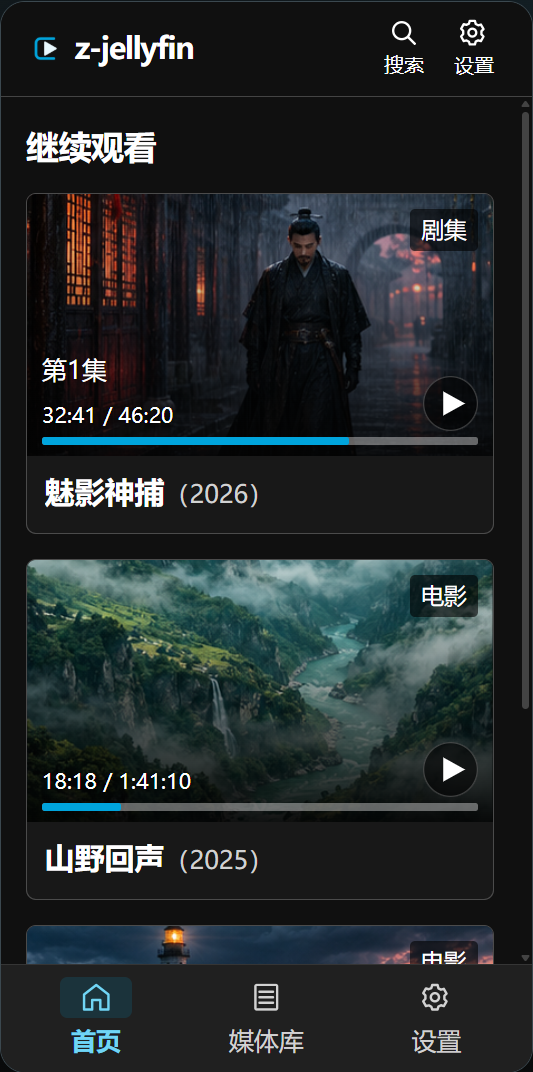 z-jellyfin
搜索
设置
继续观看
剧集
第1集
32:41 / 46:20
魅影神捕（2026）
电影
18:18 / 1:41:10
山野回声（2025）
电影
首页
媒体库
设置